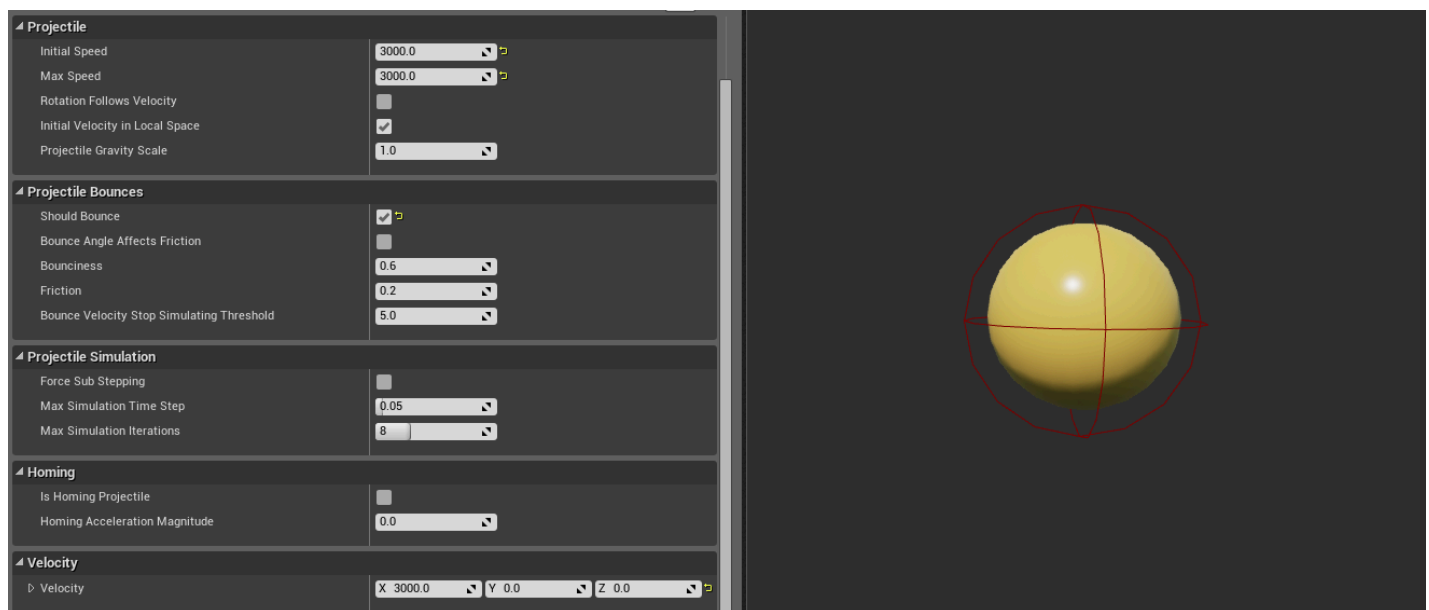 Projectile
Initial Speed 3000.0
Max Speed 3000.0
Rotation Follows Velocity
Initial Velocity in Local Space
Projectile Gravity Scale 1.0
Projectile Bounces
Should Bounce
Bounce Angle Affects Friction
Bounciness 0.6
Friction 0.2
Bounce Velocity Stop Simulating Threshold 5.0
Projectile Simulation
Force Sub Stepping
Max Simulation Time Step 0.05
Max Simulation Iterations 8
Homing
Is Homing Projectile
Homing Acceleration Magnitude 0.0
Velocity
Velocity X 3000.0 Y 0.0 Z 0.0